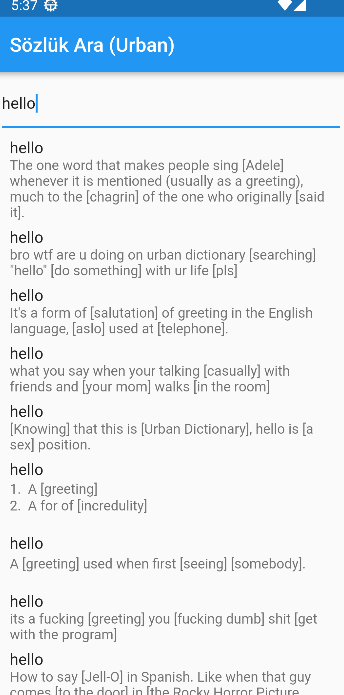 5:37
Sözlük Ara (Urban)
hello
hello
The one word that makes people sing [Adele]
whenever it is mentioned (usually as a greeting),
much to the [chagrin] of the one who originally [said
it].
hello
bro wtf are u doing on urban dictionary [searching]
"hello" [do something] with ur life [pls]
hello
It's a form of [salutation] of greeting in the English
language, [aslo] used at [telephone].
hello
what you say when your talking [casually] with
friends and [your mom] walks [in the room]
hello
[Knowing] that this is [Urban Dictionary], hello is [a
sex] position.
hello
1. A [greeting]
2. A for of [incredulity]
hello
A [greeting] used when first [seeing] [somebody].
hello
its a fucking [greeting] you [fucking dumb] shit [get
with the program]
hello
How to say [Jell-O] in Spanish. Like when that guy
comes [to the door] in [the Rocky Horror Picture